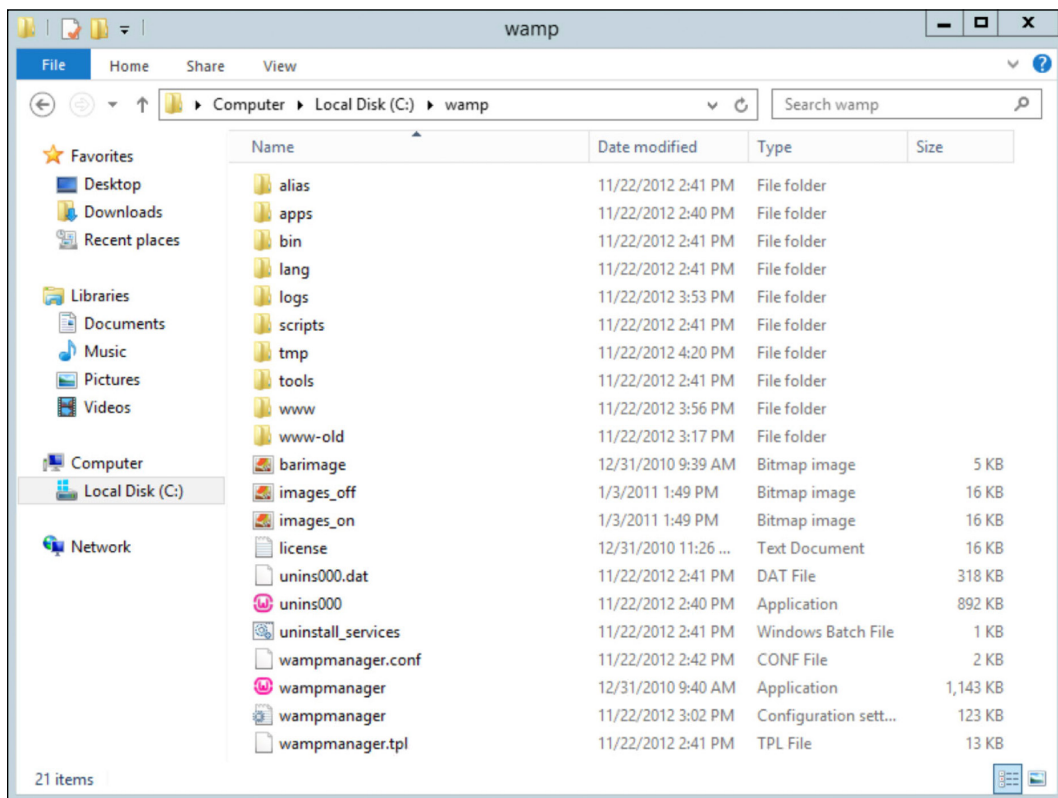 wamp
File Home Share View
Computer Local Disk (C:) wamp Search wamp
Favorites
Desktop
Downloads
Recent places
Libraries
Documents
Music
Pictures
Videos
Computer
Local Disk (C:)
Network
Name Date modified Type Size
alias 11/22/2012 2:41 PM File folder
apps 11/22/2012 2:40 PM File folder
bin 11/22/2012 2:41 PM File folder
lang 11/22/2012 2:41 PM File folder
logs 11/22/2012 3:53 PM File folder
scripts 11/22/2012 2:41 PM File folder
tmp 11/22/2012 4:20 PM File folder
tools 11/22/2012 2:41 PM File folder
www 11/22/2012 3:56 PM File folder
www-old 11/22/2012 3:17 PM File folder
barimage 12/31/2010 9:39 AM Bitmap image 5 KB
images_off 1/3/2011 1:49 PM Bitmap image 16 KB
images_on 1/3/2011 1:49 PM Bitmap image 16 KB
license 12/31/2010 11:26 ... Text Document 16 KB
unins000.dat 11/22/2012 2:41 PM DAT File 318 KB
unins000 11/22/2012 2:40 PM Application 892 KB
uninstall_services 11/22/2012 2:41 PM Windows Batch File 1 KB
wampmanager.conf 11/22/2012 2:42 PM CONF File 2 KB
wampmanager 12/31/2010 9:40 AM Application 1,143 KB
wampmanager 11/22/2012 3:02 PM Configuration sett... 123 KB
wampmanager.tpl 11/22/2012 2:41 PM TPL File 13 KB
21 items